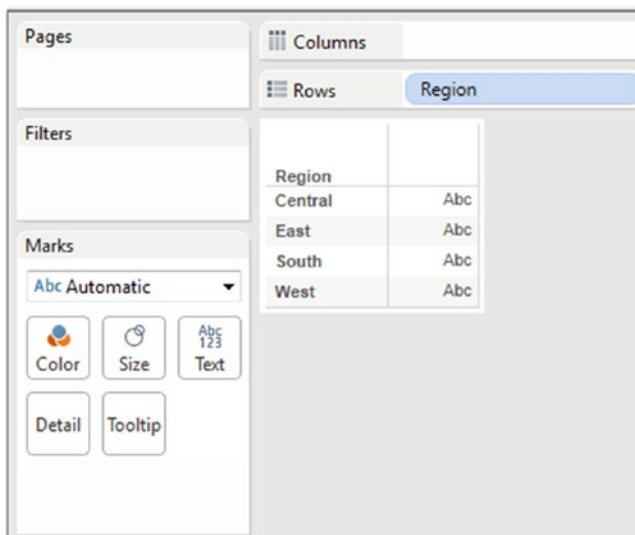 Pages
Columns
Rows
Region
Filters
Region
Central Abc
East Abc
South Abc
West Abc
Marks
Abc Automatic
Abc
123
Color Size Text
Detail Tooltip